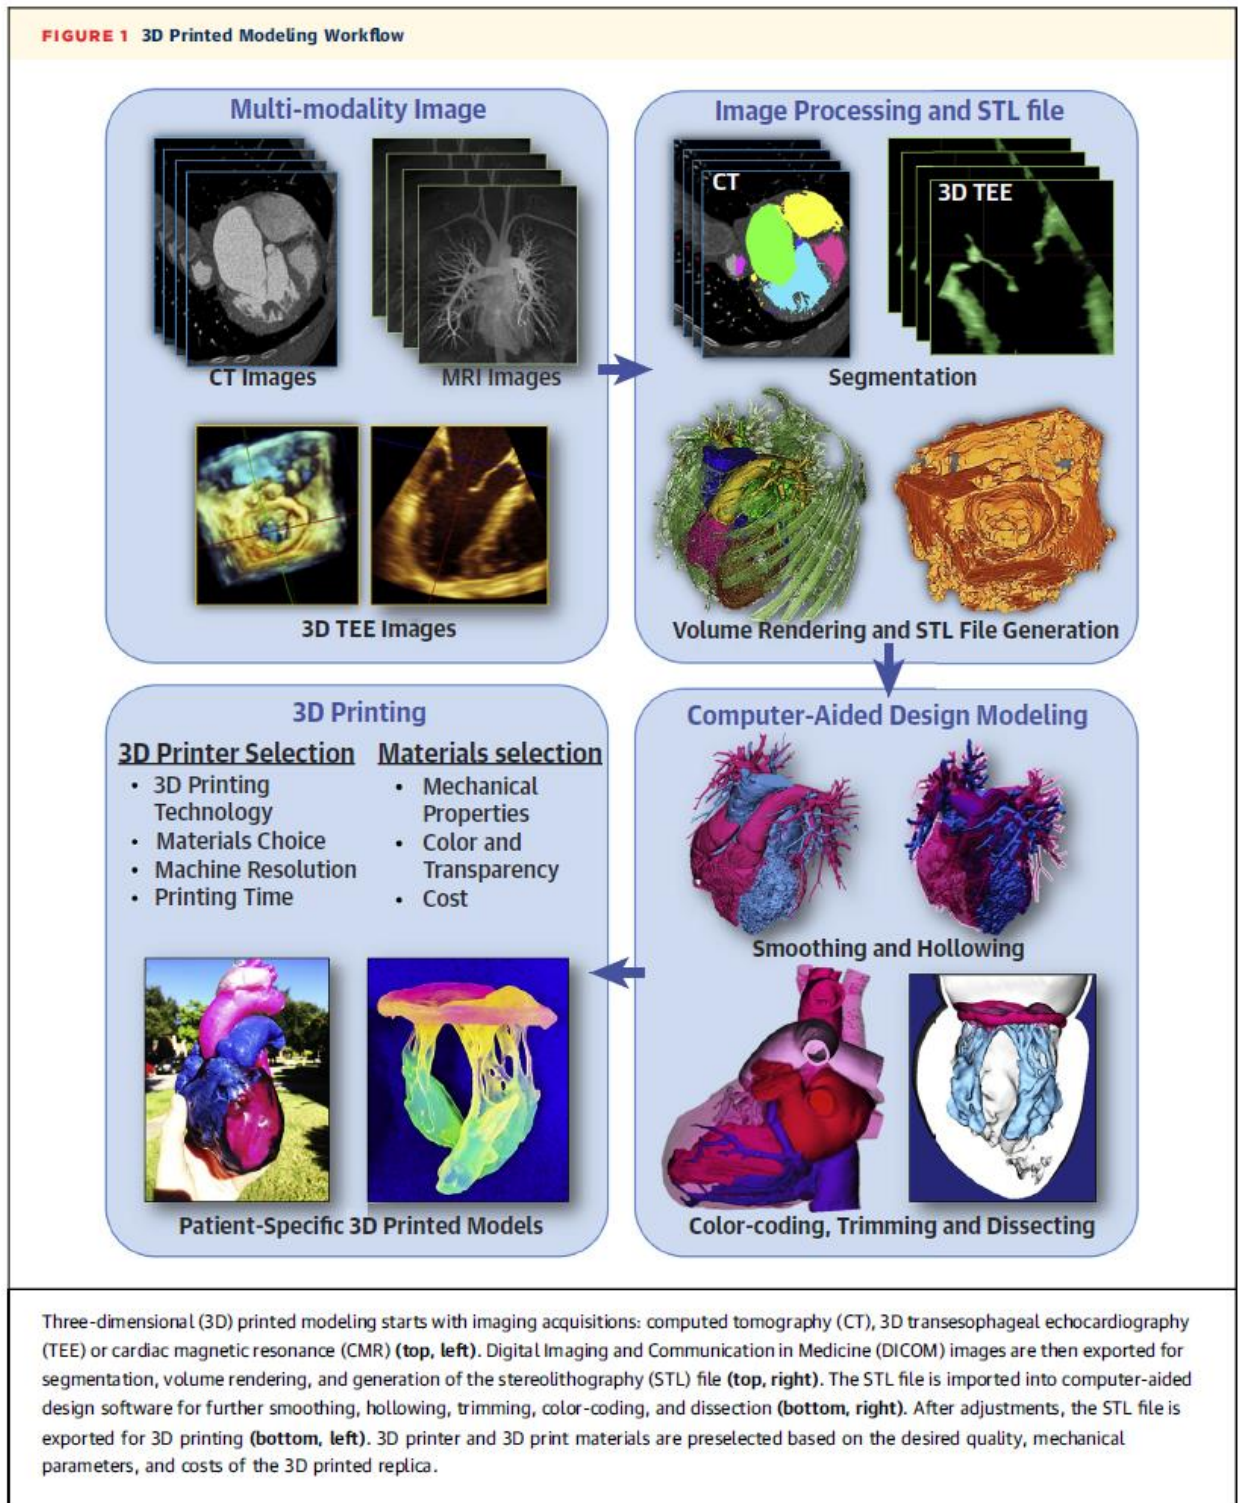 FIGURE 1 3D Printed Modeling Workflow
Multi-modality Image
CT Images
MRI Images
3D TEE Images
Image Processing and STL file
CT
3D TEE
Segmentation
Volume Rendering and STL File Generation
Computer-Aided Design Modeling
Smoothing and Hollowing
Color-coding, Trimming and Dissecting
3D Printing
3D Printer Selection
• 3D Printing
Technology
• Materials Choice
• Machine Resolution
• Printing Time
Materials selection
• Mechanical
Properties
• Color and
Transparency
• Cost
Patient-Specific 3D Printed Models
Three-dimensional (3D) printed modeling starts with imaging acquisitions: computed tomography (CT), 3D transesophageal echocardiography
(TEE) or cardiac magnetic resonance (CMR) (top, left). Digital Imaging and Communication in Medicine (DICOM) images are then exported for
segmentation, volume rendering, and generation of the stereolithography (STL) file (top, right). The STL file is imported into computer-aided
design software for further smoothing, hollowing, trimming, color-coding, and dissection (bottom, right). After adjustments, the STL file is
exported for 3D printing (bottom, left). 3D printer and 3D print materials are preselected based on the desired quality, mechanical
parameters, and costs of the 3D printed replica.